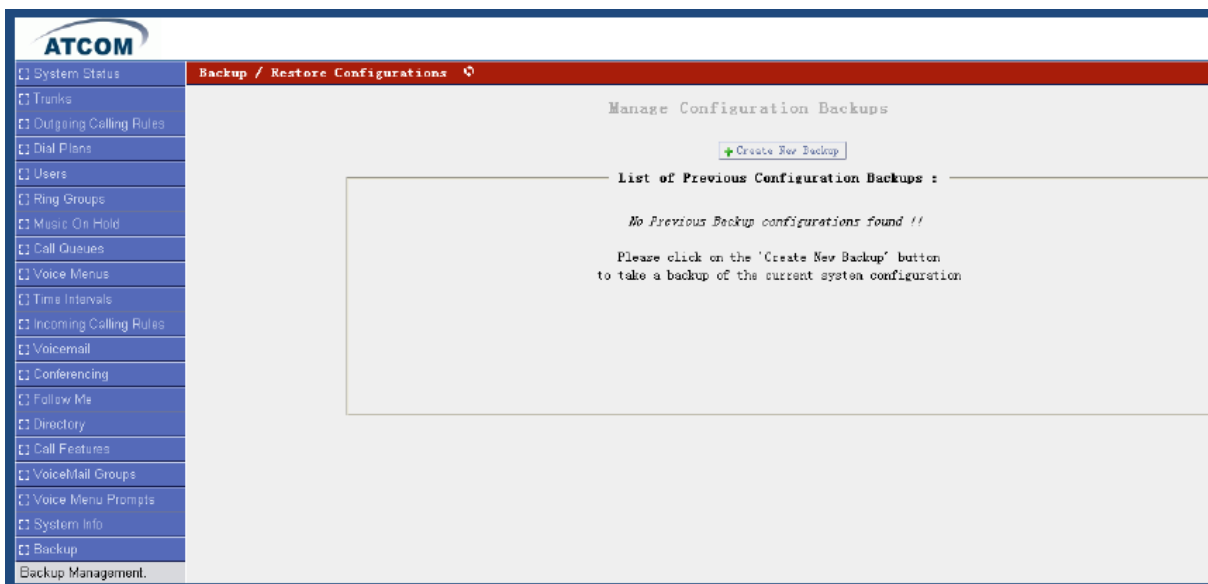 ATCOM
System Status
Trunks
Outgoing Calling Rules
Dial Plans
Users
Ring Groups
Music On Hold
Call Queues
Voice Menus
Time Intervals
Incoming Calling Rules
Voicemail
Conferencing
Follow Me
Directory
Call Features
VoiceMail Groups
Voice Menu Prompts
System Info
Backup
Backup Management.
Backup / Restore Configurations
Manage Configuration Backups
Create New Backup
List of Previous Configuration Backups :
No Previous Backup configurations found !!
Please click on the 'Create New Backup' button
to take a backup of the current system configuration